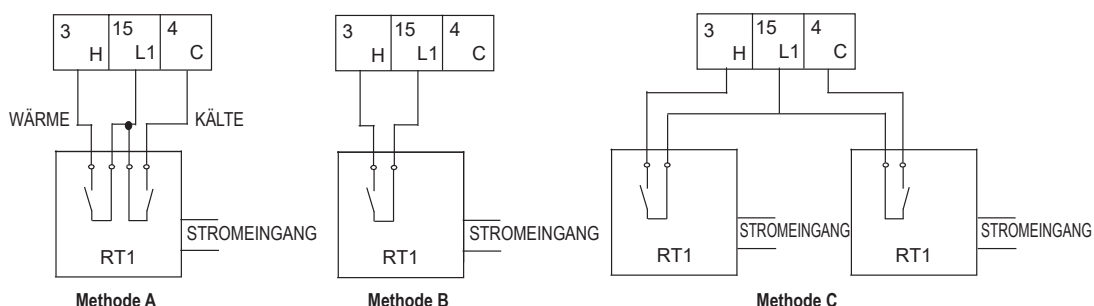 3 H 15 L1 4 C
WÄRME KÄLTE
STROMEINGANG
RT1
Methode A
3 H 15 L1 4 C
STROMEINGANG
RT1
Methode B
3 H 15 L1 4 C
STROMEINGANG STROMEINGANG
RT1 RT1
Methode C